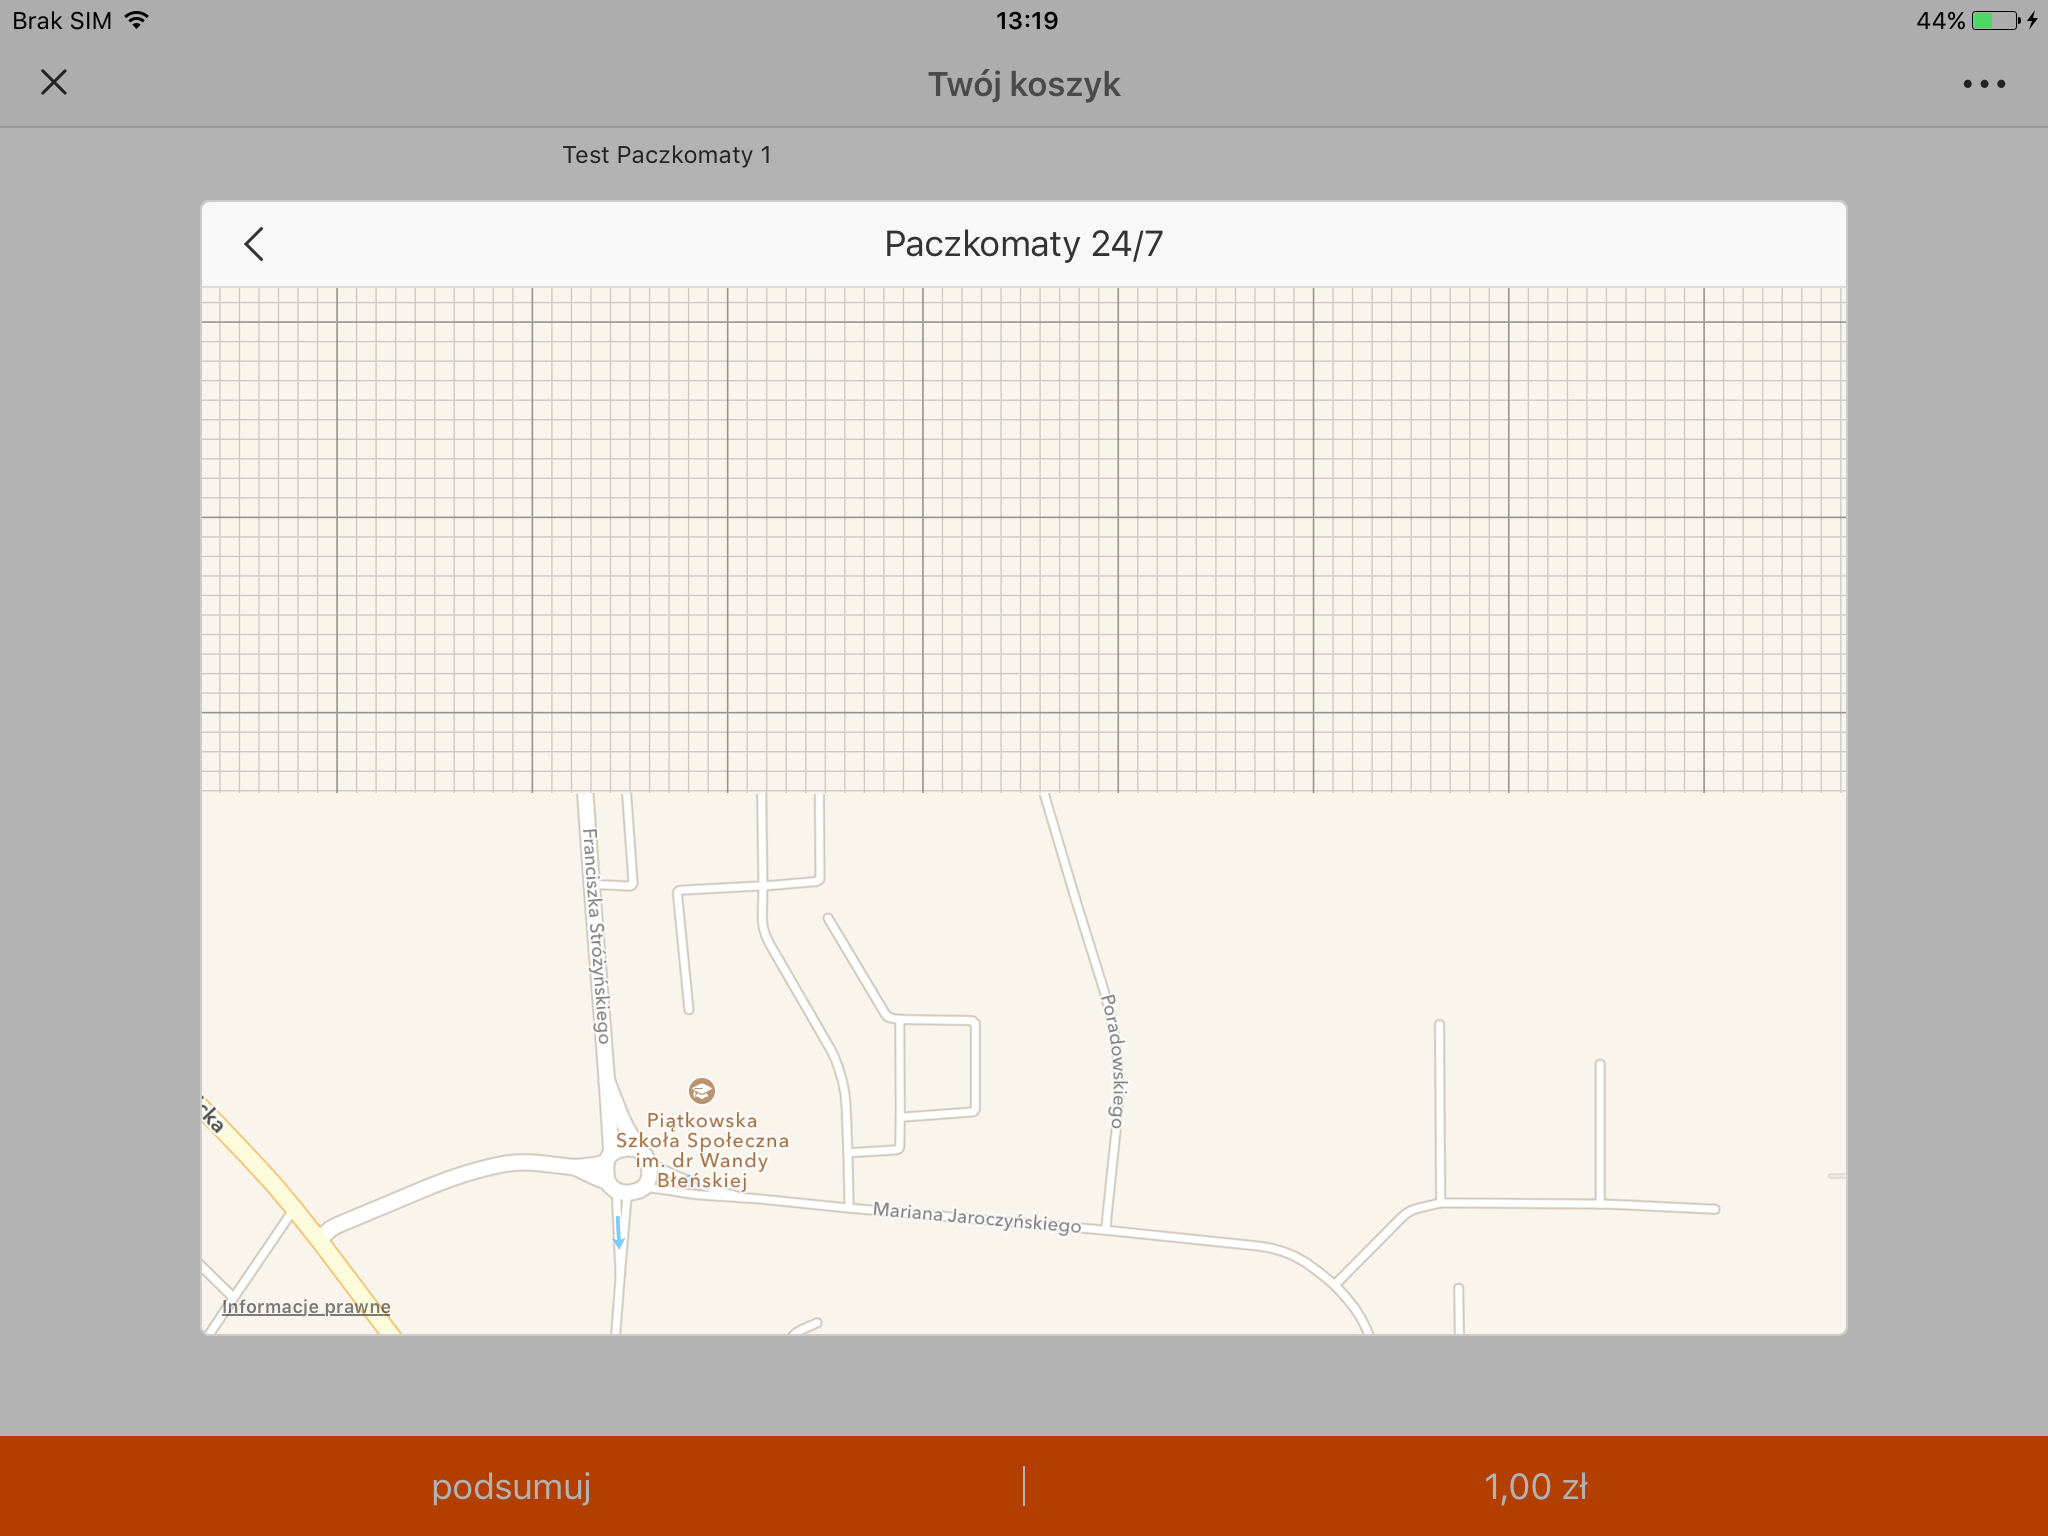 Brak SIM 13:19 44%
Twój koszyk
Test Paczkomaty 1
Paczkomaty 24/7
Franciszka Stróżyńskiego
Poradowskiego
cka
Piątkowska
Szkoła Społeczna
im. dr Wandy
Błeńskiej
Mariana Jaroczyńskiego
Informacje prawne
podsumuj | 1,00 zł